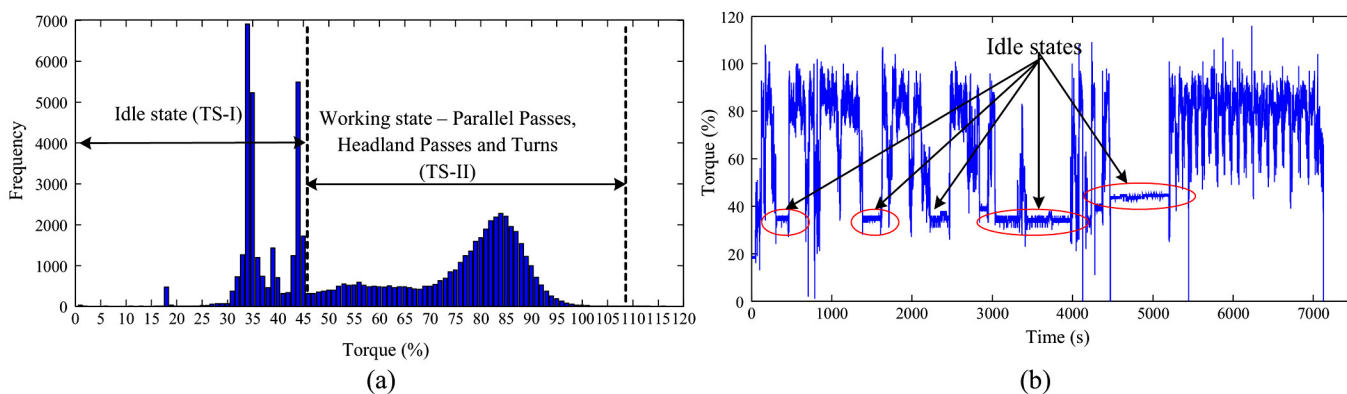 7000
6000
5000
4000
3000
2000
1000
0
Frequency
Idle state (TS-I)
Working state – Parallel Passes,
Headland Passes and Turns
(TS-II)
0 5 10 15 20 25 30 35 40 45 50 55 60 65 70 75 80 85 90 95 100 105 110 115 120
Torque (%)
(a)
120
100
80
60
40
20
0
Torque (%)
Idle states
0 1000 2000 3000 4000 5000 6000 7000
Time (s)
(b)